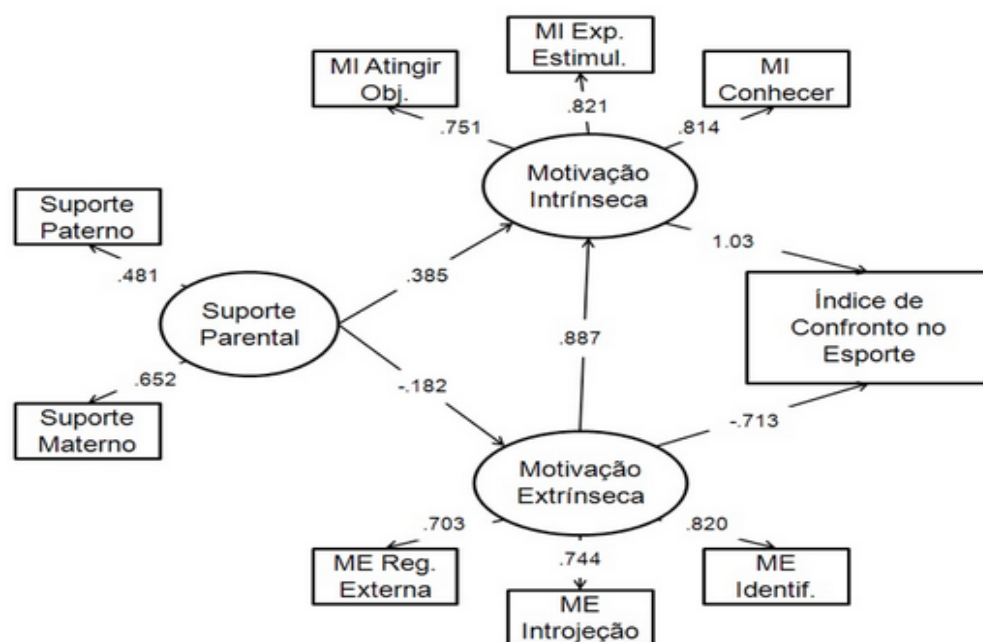 MI Exp.
Estimul.
MI Atingir
Obj.
MI
Conhecer
.751
.821
.814
Motivação
Intrínseca
Suporte
Paterno
.481
.385
1.03
Suporte
Parental
.887
Índice de
Confronto no
Esporte
.652
-.182
-.713
Suporte
Materno
Motivação
Extrínseca
.703
.744
.820
ME Reg.
Externa
ME
Introjeção
ME
Identif.